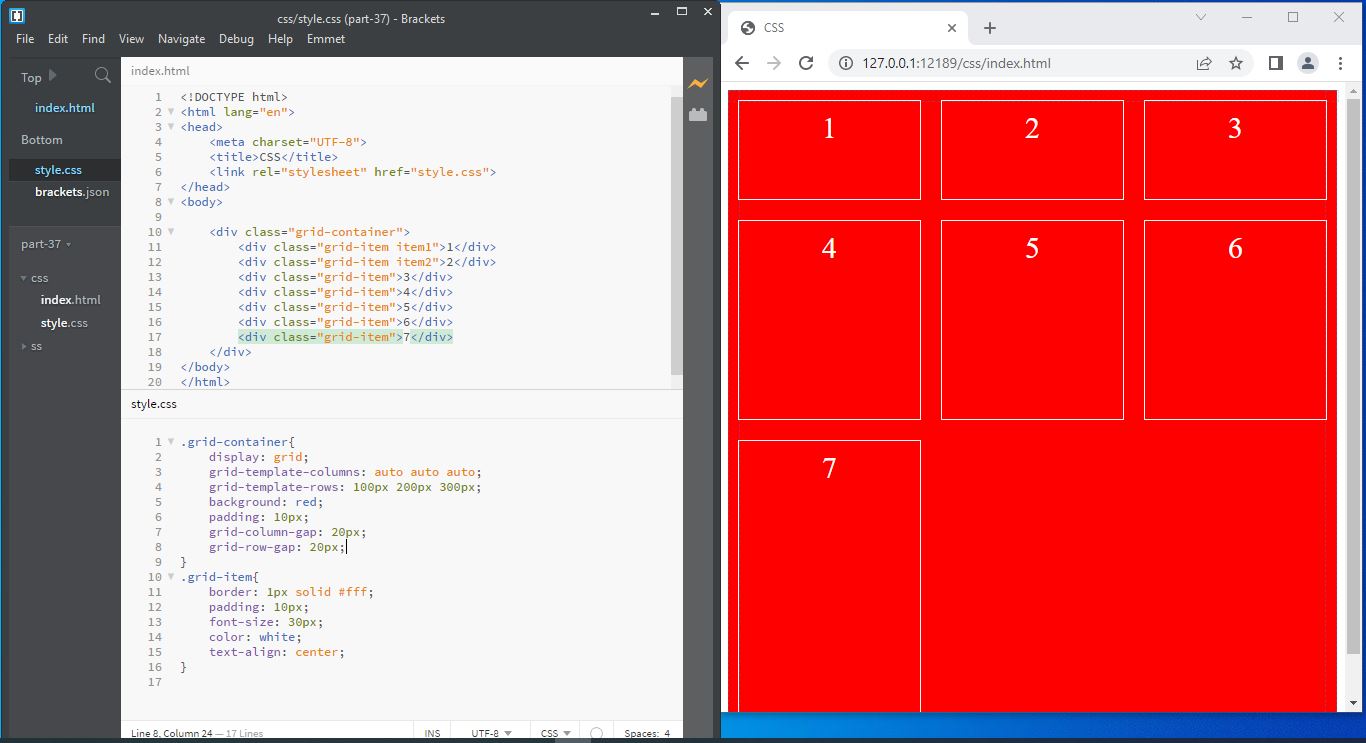 css/style.css (part-37) - Brackets
File Edit Find View Navigate Debug Help Emmet
Top
index.html
Bottom
style.css
brackets.json
part-37
css
index.html
style.css
ss
index.html
1 <!DOCTYPE html>
2 <html lang="en">
3 <head>
4 <meta charset="UTF-8">
5 <title>CSS</title>
6 <link rel="stylesheet" href="style.css">
7 </head>
8 <body>
9
10 <div class="grid-container">
11 <div class="grid-item item1">1</div>
12 <div class="grid-item item2">2</div>
13 <div class="grid-item">3</div>
14 <div class="grid-item">4</div>
15 <div class="grid-item">5</div>
16 <div class="grid-item">6</div>
17 <div class="grid-item">7</div>
18 </div>
19 </body>
20 </html>
style.css
1 .grid-container{
2 display: grid;
3 grid-template-columns: auto auto auto;
4 grid-template-rows: 100px 200px 300px;
5 background: red;
6 padding: 10px;
7 grid-column-gap: 20px;
8 grid-row-gap: 20px;
9 }
10 .grid-item{
11 border: 1px solid #fff;
12 padding: 10px;
13 font-size: 30px;
14 color: white;
15 text-align: center;
16 }
17
Line 8, Column 24 — 17 Lines INS UTF-8 CSS Spaces: 4
CSS
127.0.0.1:12189/css/index.html
1 2 3
4 5 6
7